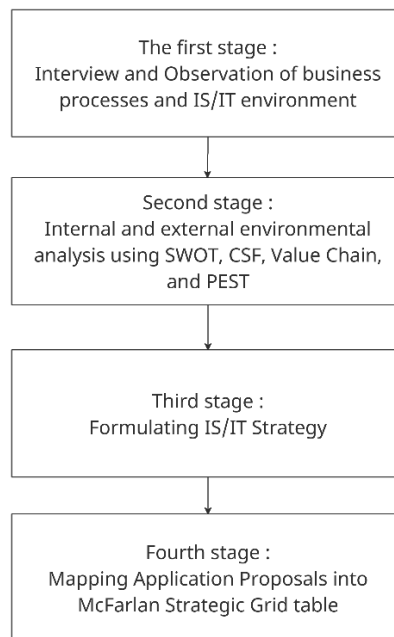 The first stage :
Interview and Observation of business
processes and IS/IT environment
Second stage :
Internal and external environmental
analysis using SWOT, CSF, Value Chain,
and PEST
Third stage :
Formulating IS/IT Strategy
Fourth stage :
Mapping Application Proposals into
McFarlan Strategic Grid table